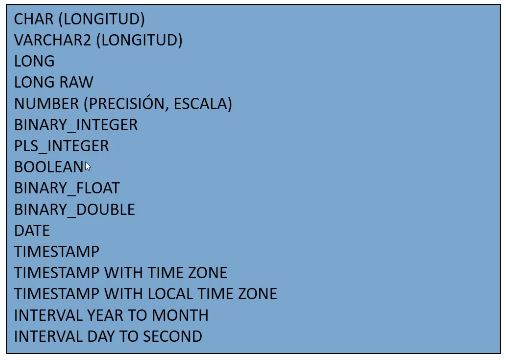 CHAR (LONGITUD)
VARCHAR2 (LONGITUD)
LONG
LONG RAW
NUMBER (PRECISIÓN, ESCALA)
BINARY_INTEGER
PLS_INTEGER
BOOLEAN
BINARY_FLOAT
BINARY_DOUBLE
DATE
TIMESTAMP
TIMESTAMP WITH TIME ZONE
TIMESTAMP WITH LOCAL TIME ZONE
INTERVAL YEAR TO MONTH
INTERVAL DAY TO SECOND